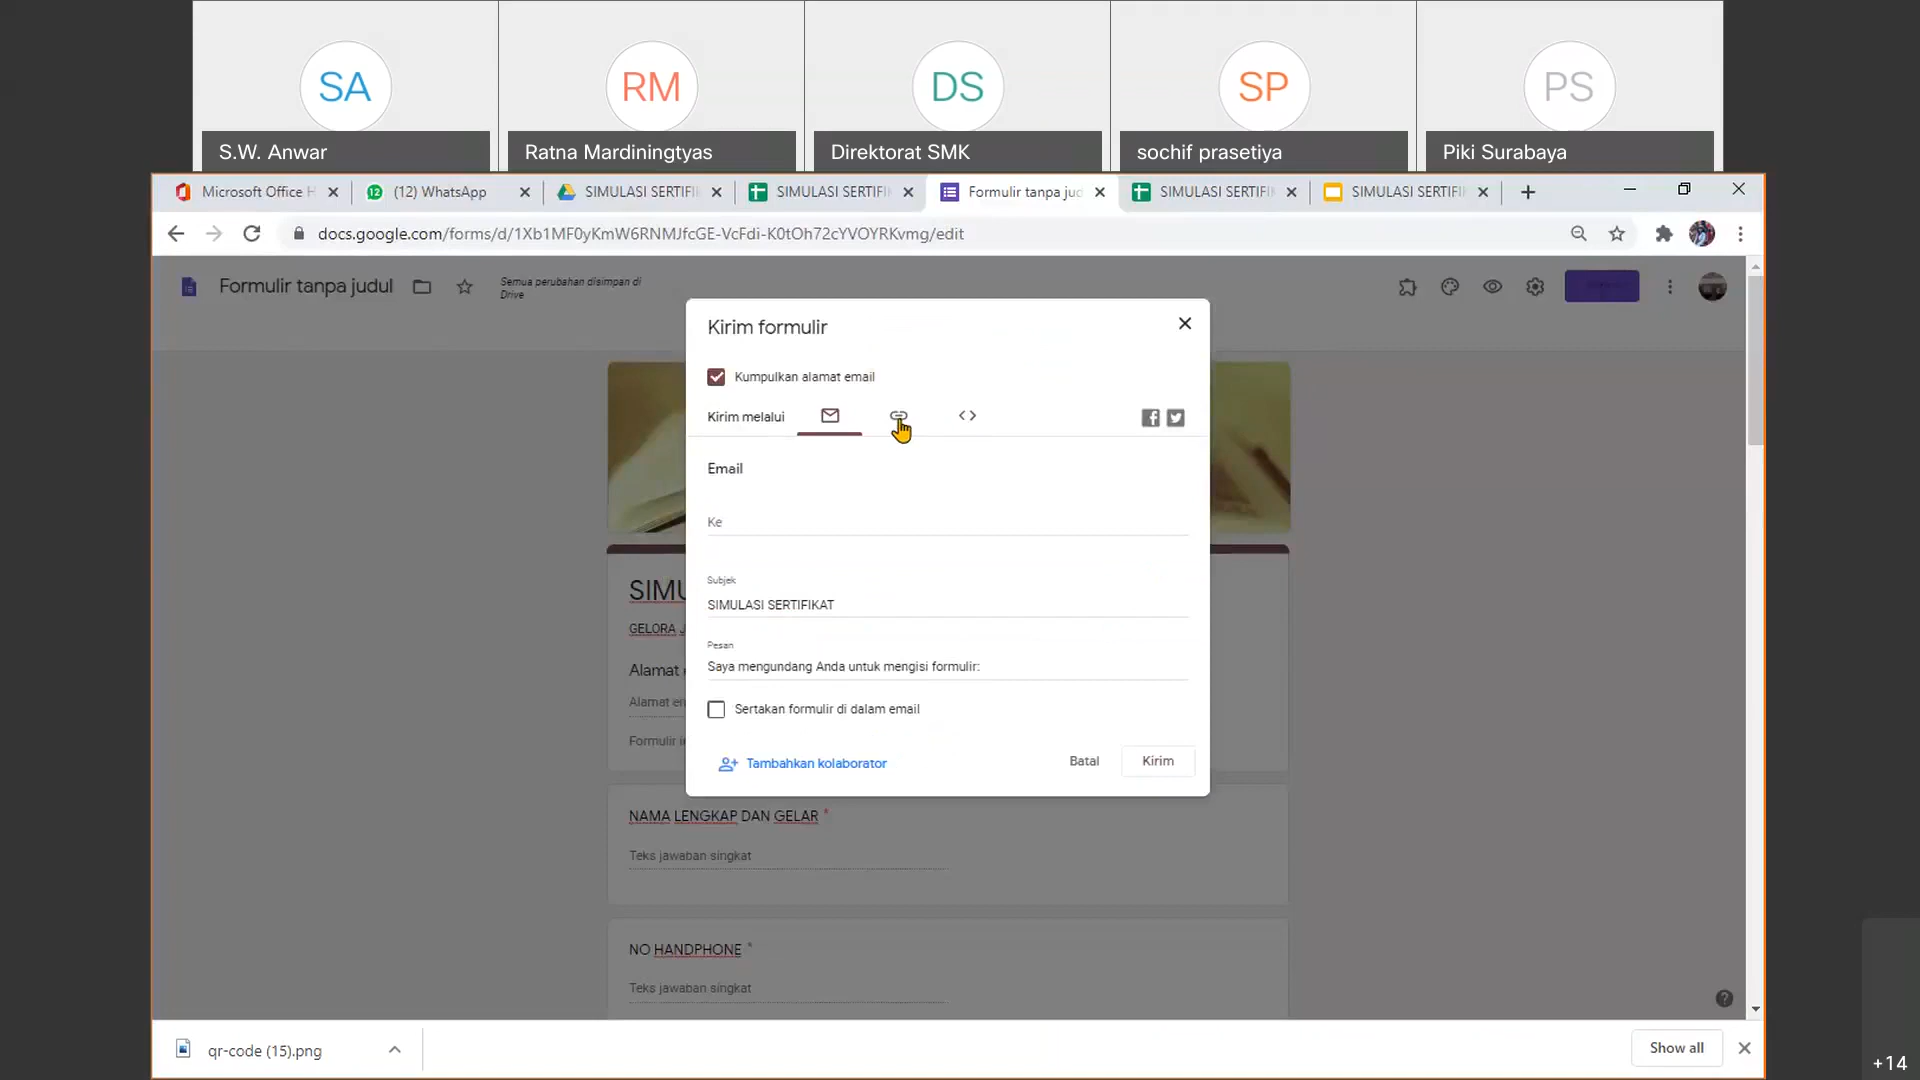 SA
RM
DS
SP
PS
S.W. Anwar
Ratna Mardiningtyas
Direktorat SMK
sochif prasetiya
Piki Surabaya
Microsoft Office H
(12) WhatsApp
SIMULASI SERTIFI
SIMULASI SERTIFI
Formulir tanpa jud
SIMULASI SERTIFI
SIMULASI SERTIFI
docs.google.com/forms/d/1Xb1MF0yKmW6RNMJfcGE-VcFdi-K0tOh72cYVOYRKvmg/edit
Formulir tanpa judul
Semua perubahan disimpan di
Drive
Kirim formulir
Kumpulkan alamat email
Kirim melalui
Email
Ke
Subjek
SIMULASI SERTIFIKAT
Pesan
Saya mengundang Anda untuk mengisi formulir:
Sertakan formulir di dalam email
Tambahkan kolaborator
Batal
Kirim
SIMU
GELORA J
Alamat e
Alamat em
Formulir i
NAMA LENGKAP DAN GELAR *
Teks jawaban singkat
NO HANDPHONE *
Teks jawaban singkat
qr-code (15).png
Show all
+14